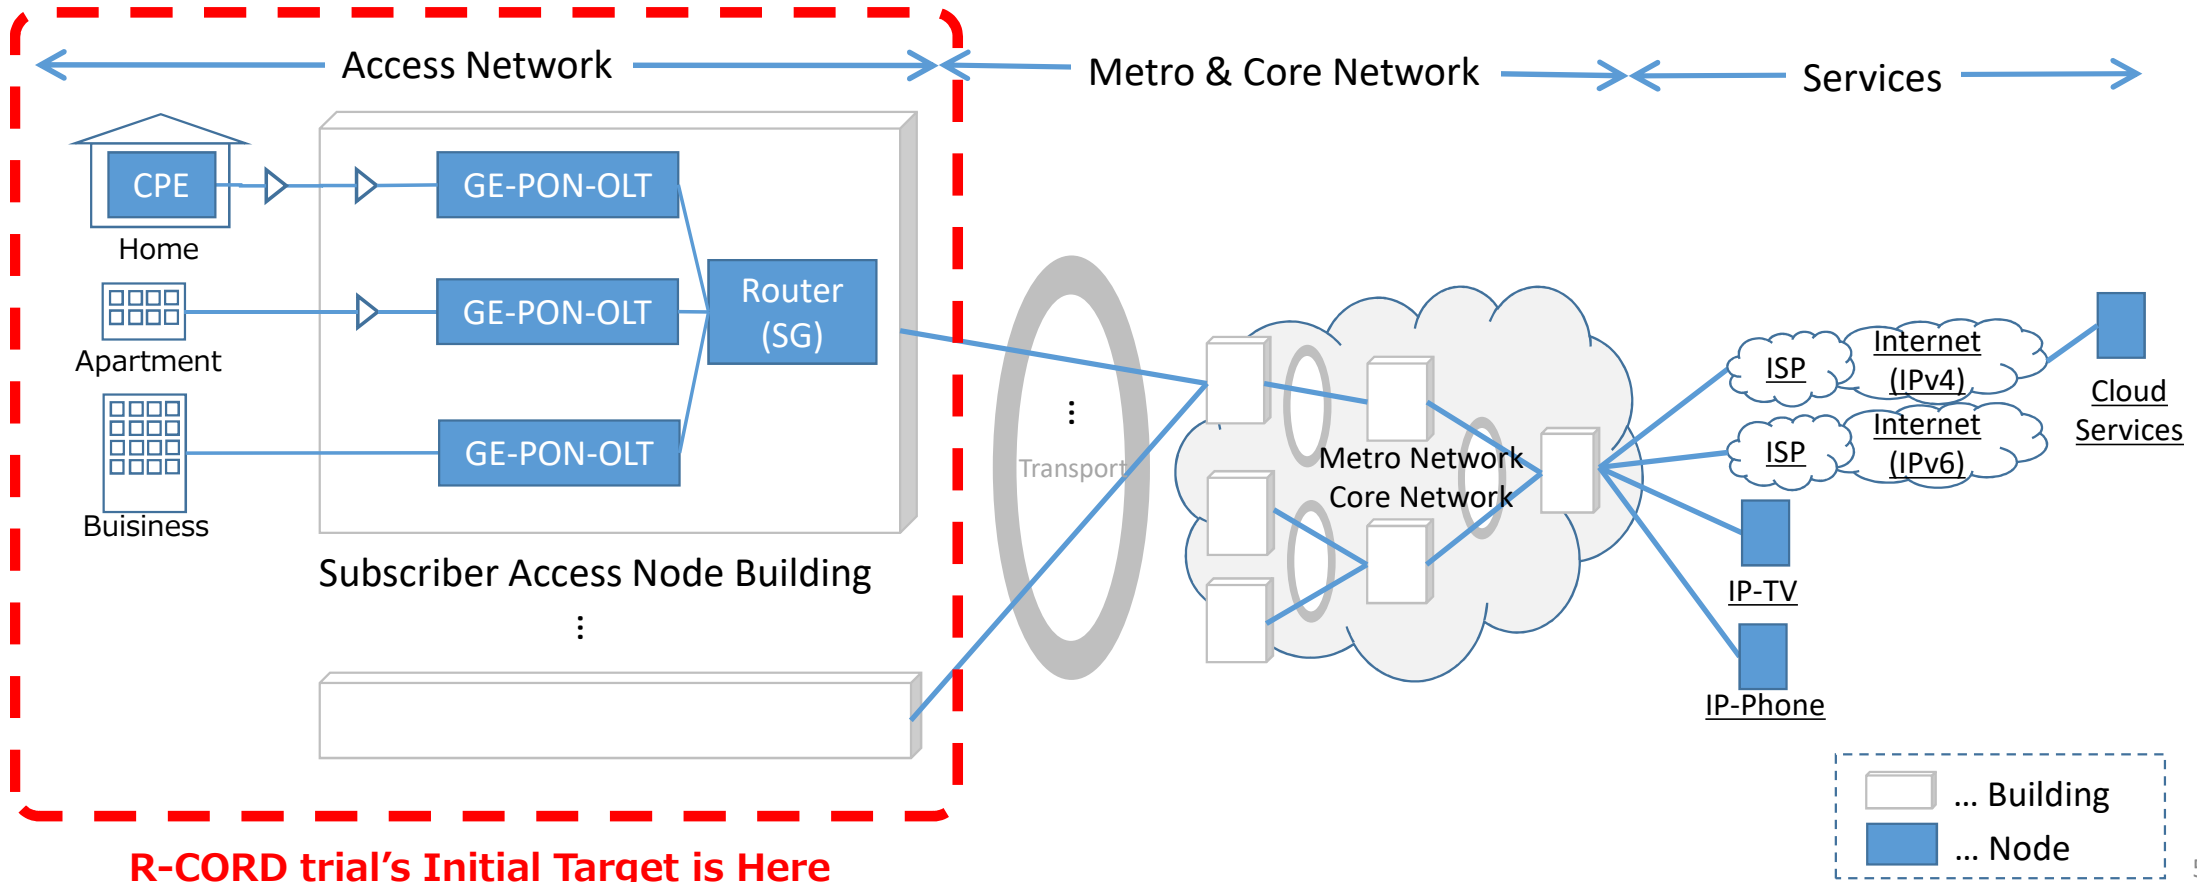 Access Network
Metro & Core Network
Services
CPE
GE-PON-OLT
Home
GE-PON-OLT
Router
(SG)
Apartment
GE-PON-OLT
Buisiness
Subscriber Access Node Building
...
...
Transport
Metro Network
Core Network
ISP
Internet
(IPv4)
ISP
Internet
(IPv6)
Cloud
Services
IP-TV
IP-Phone
... Building
... Node
R-CORD trial's Initial Target is Here